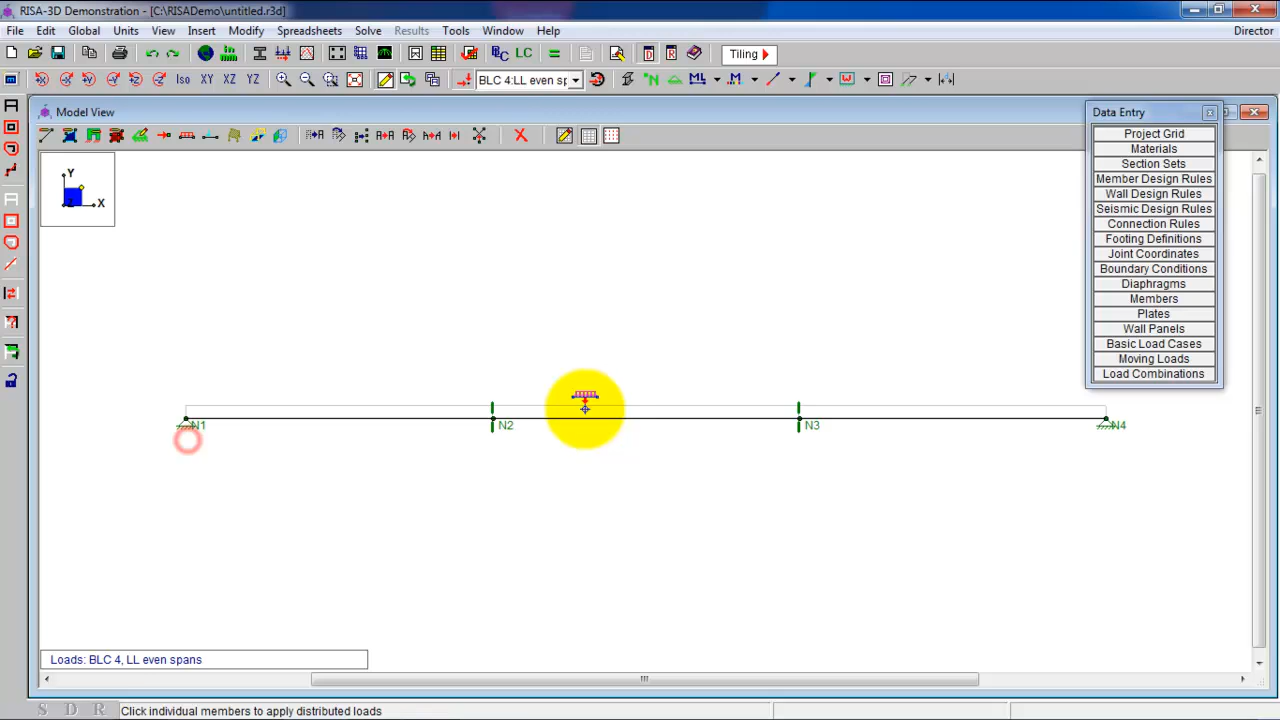 RISA-3D Demonstration - [C:\RISADemo\untitled.r3d]
File Edit Global Units View Insert Modify Spreadsheets Solve Results Tools Window Help Director
LC Tiling
Iso XY XZ YZ BLC 4:LL even sp
Model View
Data Entry
Project Grid
Materials
Section Sets
Member Design Rules
Wall Design Rules
Seismic Design Rules
Connection Rules
Footing Definitions
Joint Coordinates
Boundary Conditions
Diaphragms
Members
Plates
Wall Panels
Basic Load Cases
Moving Loads
Load Combinations
Y
X
N1 N2 N3 N4
Loads: BLC 4, LL even spans
S D R Click individual members to apply distributed loads